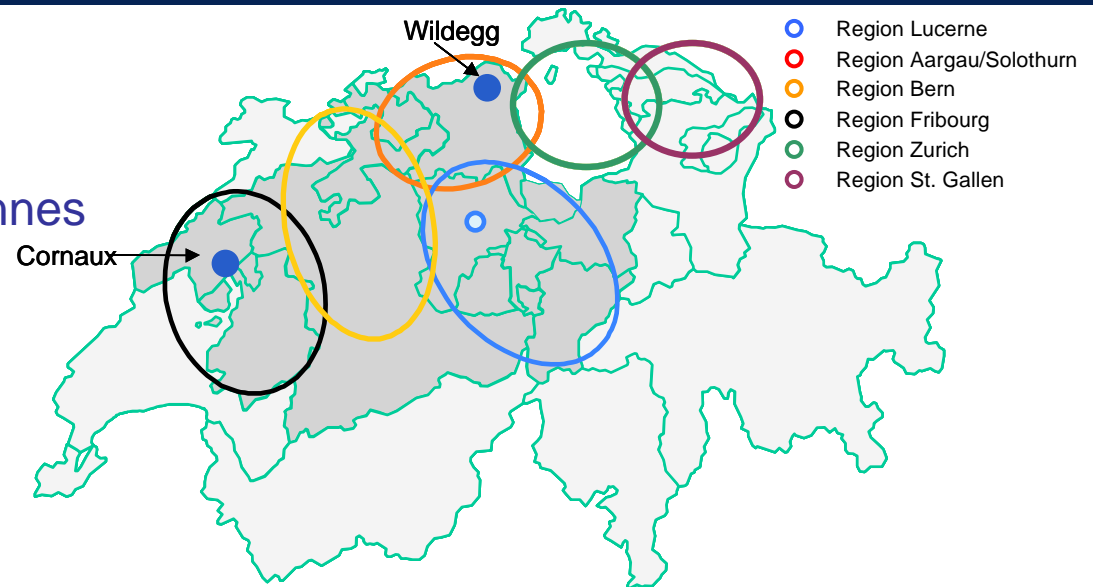 Wildegg
nnes
Cornaux
Region Lucerne
Region Aargau/Solothurn
Region Bern
Region Fribourg
Region Zurich
Region St. Gallen